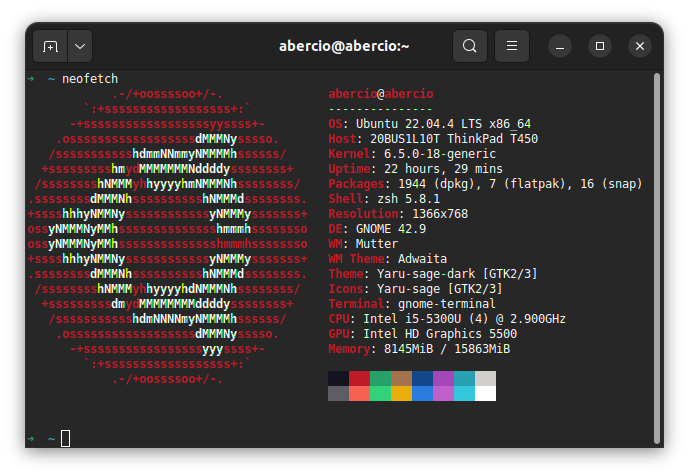 abercio@abercio:~
→ ~ neofetch
.-/+oossssoo+/-.
`:+ssssssssssssssssss+:`
-+ssssssssssssssssssyyssss+-
.ossssssssssssssssssdMMMNysssso.
/ssssssssssshdmmNNmmyNMMMMhssssss/
+ssssssssshmydMMMMMMMNddddyssssssss+
/sssssssshNMMMyhhyyyyhmNMMMNhssssssss/
.ssssssssdMMMNhsssssssssshNMMMdssssssss.
+sssshhhyNMMNyssssssssssssyNMMMysssssss+
ossyNMMMNyMMhsssssssssssssshmmmhssssssso
ossyNMMMNyMMhsssssssssssssshmmmhssssssso
+sssshhhyNMMNyssssssssssssyNMMMysssssss+
.ssssssssdMMMNhsssssssssshNMMMdssssssss.
/sssssssshNMMMyhhyyyyhdNMMMNhssssssss/
+sssssssssdmydMMMMMMMMddddyssssssss+
/ssssssssssshdmNNNNmyNMMMMhssssss/
.ossssssssssssssssssdMMMNysssso.
-+sssssssssssssssssyyyssss+-
`:+ssssssssssssssssss+:`
.-/+oossssoo+/-.
abercio@abercio
---------------
OS: Ubuntu 22.04.4 LTS x86_64
Host: 20BUS1L10T ThinkPad T450
Kernel: 6.5.0-18-generic
Uptime: 22 hours, 29 mins
Packages: 1944 (dpkg), 7 (flatpak), 16 (snap)
Shell: zsh 5.8.1
Resolution: 1366x768
DE: GNOME 42.9
WM: Mutter
WM Theme: Adwaita
Theme: Yaru-sage-dark [GTK2/3]
Icons: Yaru-sage [GTK2/3]
Terminal: gnome-terminal
CPU: Intel i5-5300U (4) @ 2.900GHz
GPU: Intel HD Graphics 5500
Memory: 8145MiB / 15863MiB
→ ~